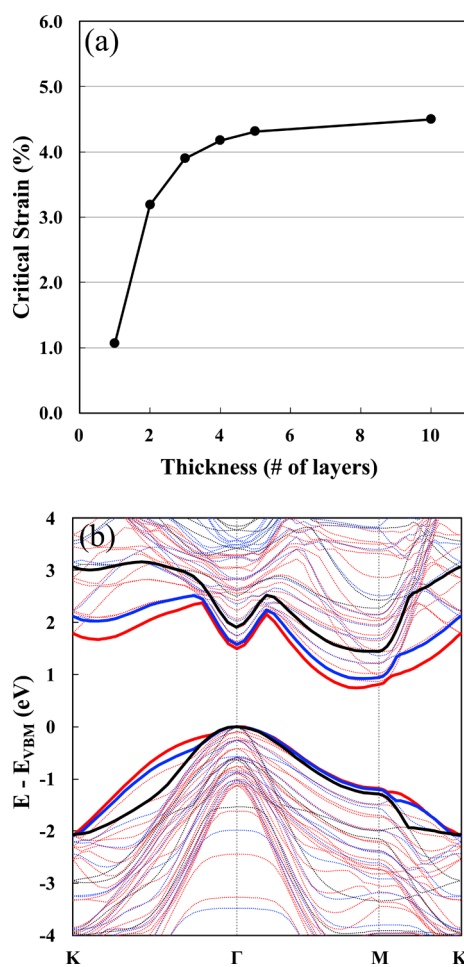 (a)
6.0
5.0
4.0
3.0
2.0
1.0
0.0
Critical Strain (%)
0 2 4 6 8 10
Thickness (# of layers)
(b)
4
3
2
1
0
-1
-2
-3
-4
E - E_VBM (eV)
K Γ M K